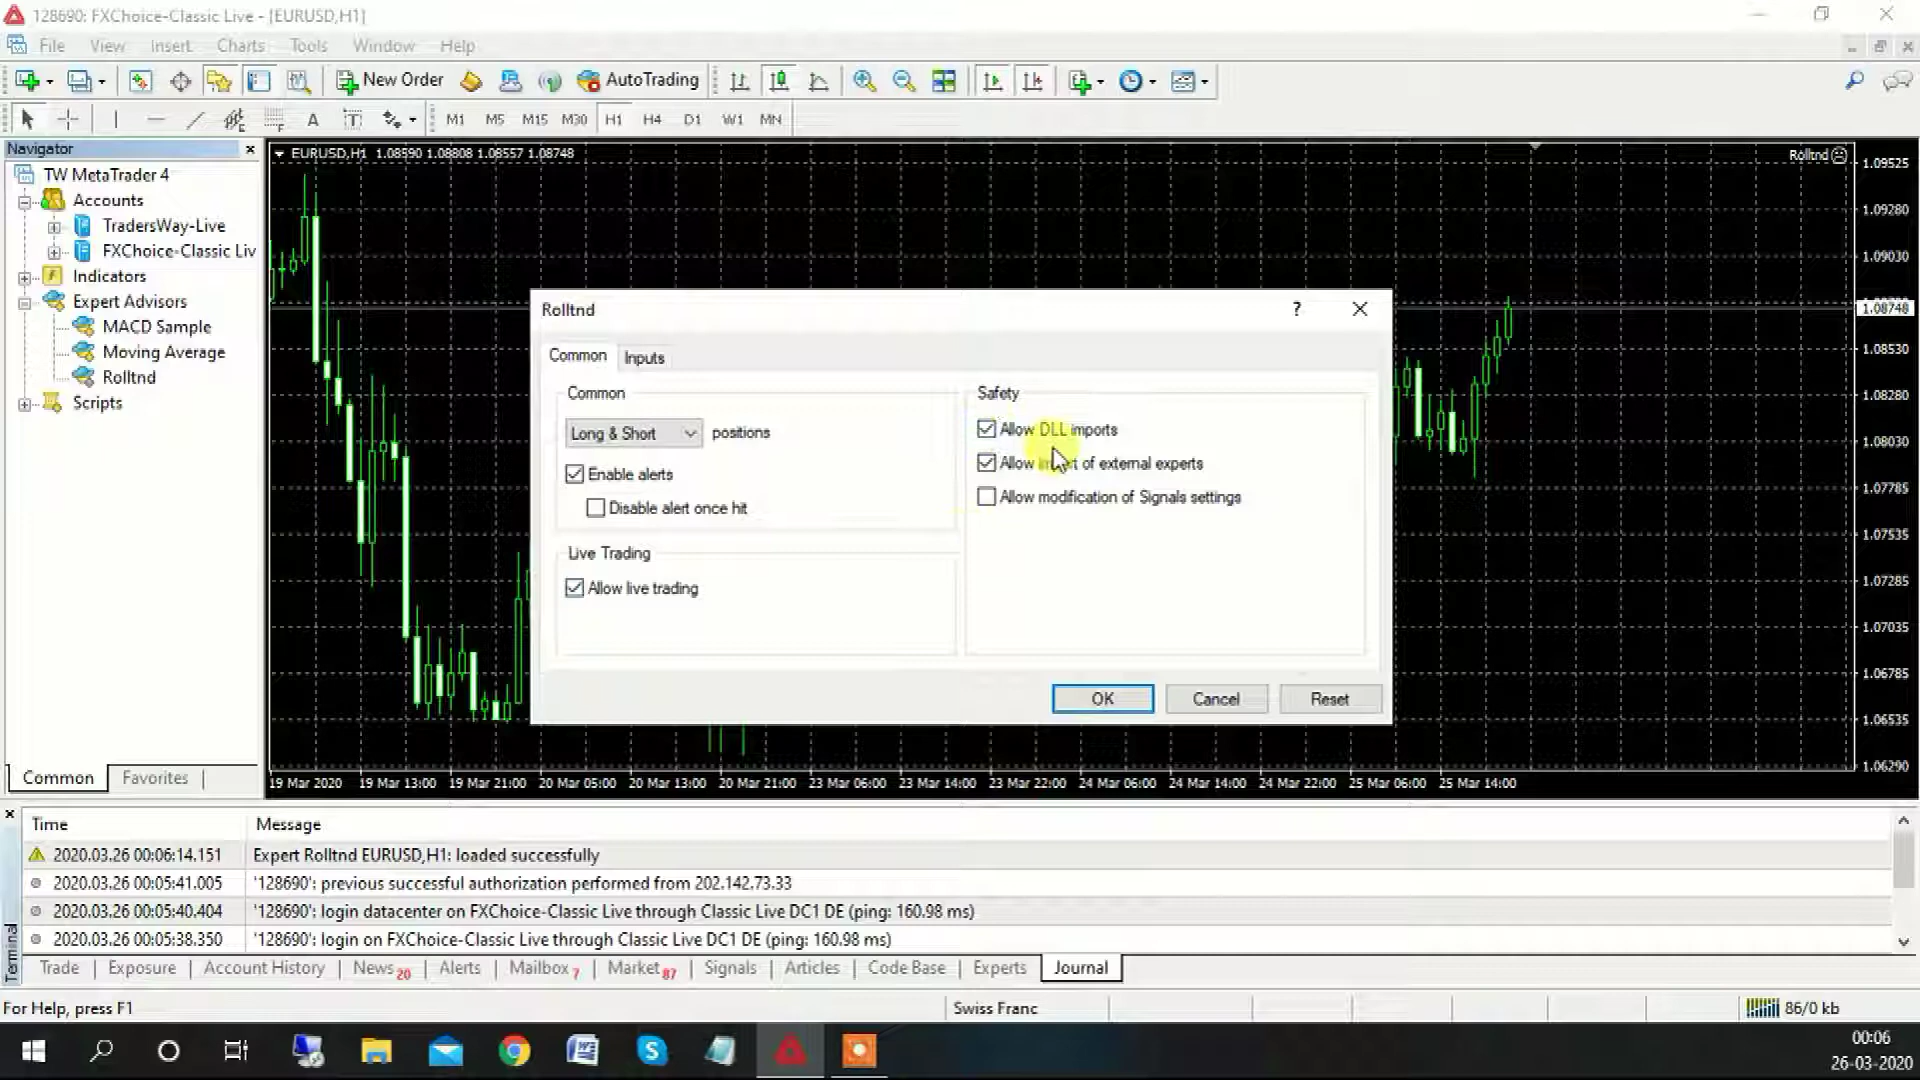 128690: FXChoice-Classic Live - [EURUSD,H1]
File View Insert Charts Tools Window Help
New Order AutoTrading
A T M1 M5 M15 M30 H1 H4 D1 W1 MN
Navigator
TW MetaTrader 4
Accounts
TradersWay-Live
FXChoice-Classic Liv
Indicators
Expert Advisors
MACD Sample
Moving Average
Rolltnd
Scripts
Common Favorites
EURUSD,H1 1.08590 1.08808 1.08557 1.08748
Rolltnd
1.09525
1.09280
1.09030
1.08748
1.08530
1.08280
1.08030
1.07785
1.07535
1.07285
1.07035
1.06785
1.06535
1.06290
19 Mar 2020 19 Mar 13:00 19 Mar 21:00 20 Mar 05:00 20 Mar 13:00 20 Mar 21:00 23 Mar 06:00 23 Mar 14:00 23 Mar 22:00 24 Mar 06:00 24 Mar 14:00 24 Mar 22:00 25 Mar 06:00 25 Mar 14:00
Rolltnd ?
Common Inputs
Common
Long & Short positions
Enable alerts
Disable alert once hit
Live Trading
Allow live trading
Safety
Allow DLL imports
Allow of external experts
Allow modification of Signals settings
OK Cancel Reset
Time Message
2020.03.26 00:06:14.151 Expert Rolltnd EURUSD,H1: loaded successfully
2020.03.26 00:05:41.005 '128690': previous successful authorization performed from 202.142.73.33
2020.03.26 00:05:40.404 '128690': login datacenter on FXChoice-Classic Live through Classic Live DC1 DE (ping: 160.98 ms)
2020.03.26 00:05:38.350 '128690': login on FXChoice-Classic Live through Classic Live DC1 DE (ping: 160.98 ms)
Terminal
Trade Exposure Account History News 20 Alerts Mailbox 7 Market 87 Signals Articles Code Base Experts Journal
For Help, press F1 Swiss Franc 86/0 kb
00:06
26-03-2020